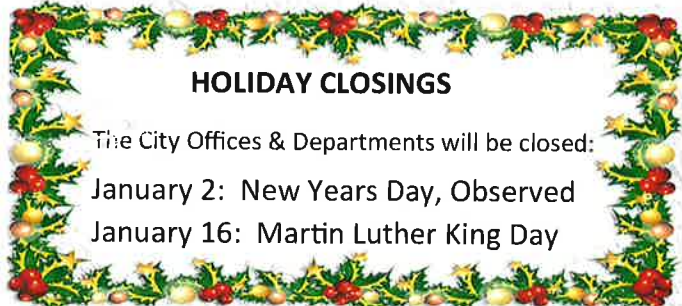 HOLIDAY CLOSINGS
The City Offices & Departments will be closed:
January 2: New Years Day, Observed
January 16: Martin Luther King Day